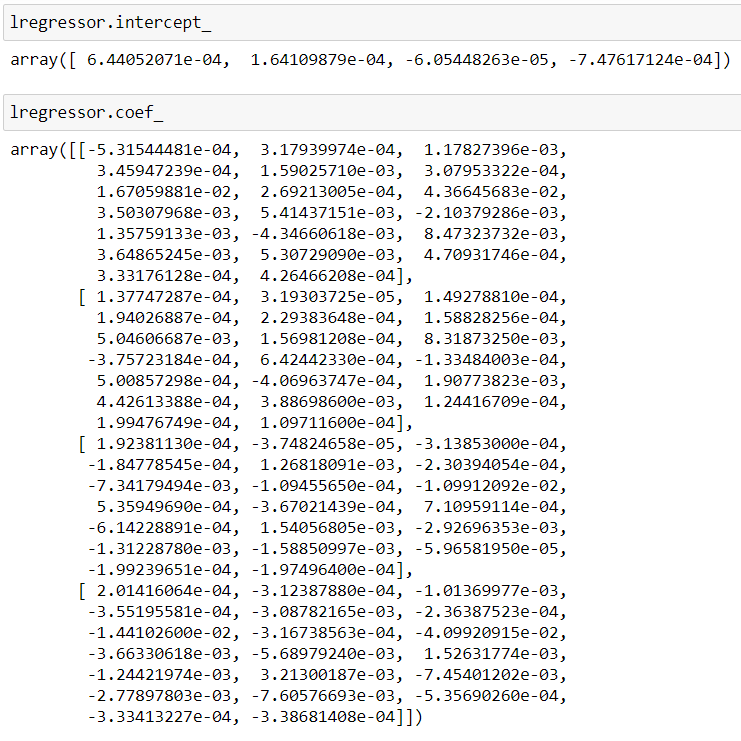 lregressor.intercept_
array([ 6.44052071e-04,  1.64109879e-04, -6.05448263e-05, -7.47617124e-04])
lregressor.coef_
array([[-5.31544481e-04,  3.17939974e-04,  1.17827396e-03,
3.45947239e-04,  1.59025710e-03,  3.07953322e-04,
1.67059881e-02,  2.69213005e-04,  4.36645683e-02,
3.50307968e-03,  5.41437151e-03, -2.10379286e-03,
1.35759133e-03, -4.34660618e-03,  8.47323732e-03,
3.64865245e-03,  5.30729090e-03,  4.70931746e-04,
3.33176128e-04,  4.26466208e-04],
[ 1.37747287e-04,  3.19303725e-05,  1.49278810e-04,
1.94026887e-04,  2.29383648e-04,  1.58828256e-04,
5.04606687e-03,  1.56981208e-04,  8.31873250e-03,
-3.75723184e-04,  6.42442330e-04, -1.33484003e-04,
5.00857298e-04, -4.06963747e-04,  1.90773823e-03,
4.42613388e-04,  3.88698600e-03,  1.24416709e-04,
1.99476749e-04,  1.09711600e-04],
[ 1.92381130e-04, -3.74824658e-05, -3.13853000e-04,
-1.84778545e-04,  1.26818091e-03, -2.30394054e-04,
-7.34179494e-03, -1.09455650e-04, -1.09912092e-02,
5.35949690e-04, -3.67021439e-04,  7.10959114e-04,
-6.14228891e-04,  1.54056805e-03, -2.92696353e-03,
-1.31228780e-03, -1.58850997e-03, -5.96581950e-05,
-1.99239651e-04, -1.97496400e-04],
[ 2.01416064e-04, -3.12387880e-04, -1.01369977e-03,
-3.55195581e-04, -3.08782165e-03, -2.36387523e-04,
-1.44102600e-02, -3.16738563e-04, -4.09920915e-02,
-3.66330618e-03, -5.68979240e-03,  1.52631774e-03,
-1.24421974e-03,  3.21300187e-03, -7.45401202e-03,
-2.77897803e-03, -7.60576693e-03, -5.35690260e-04,
-3.33413227e-04, -3.38681408e-04]])